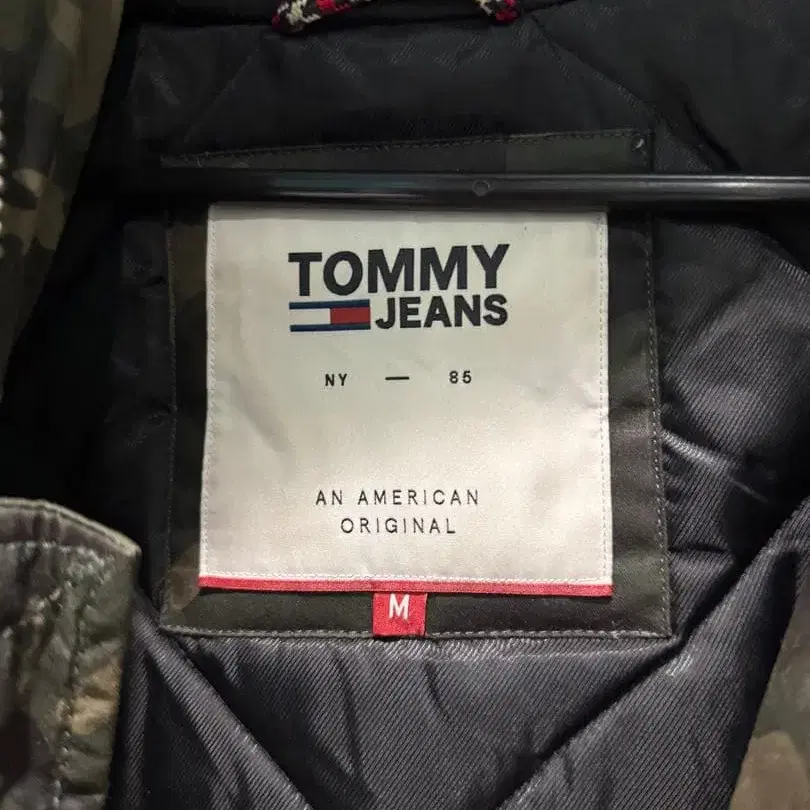 TOMMY
JEANS
NY — 85
AN AMERICAN
ORIGINAL
M